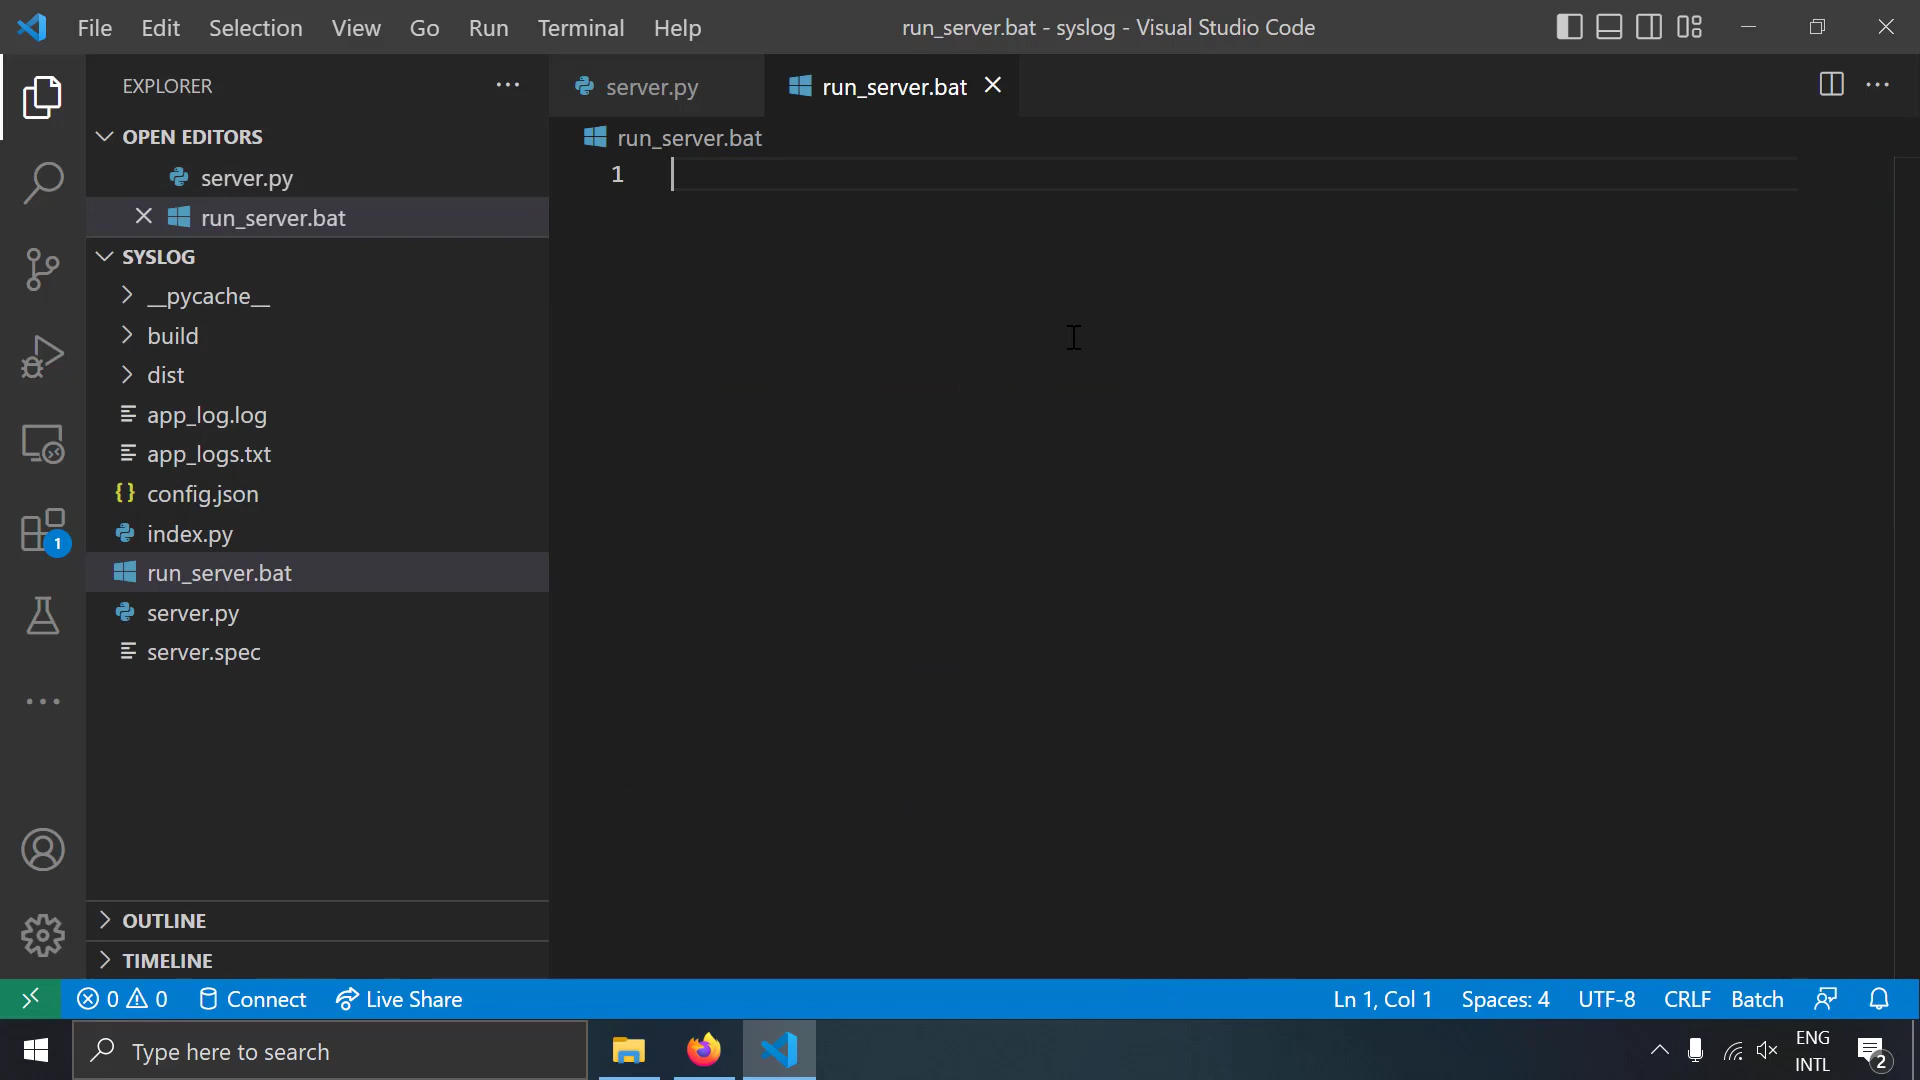 File Edit Selection View Go Run Terminal Help
run_server.bat - syslog - Visual Studio Code
EXPLORER
OPEN EDITORS
server.py
run_server.bat
SYSLOG
__pycache__
build
dist
app_log.log
app_logs.txt
config.json
index.py
run_server.bat
server.py
server.spec
OUTLINE
TIMELINE
server.py
run_server.bat
run_server.bat
1
1
0 0 Connect Live Share
Ln 1, Col 1 Spaces: 4 UTF-8 CRLF Batch
Type here to search
ENG
INTL
2